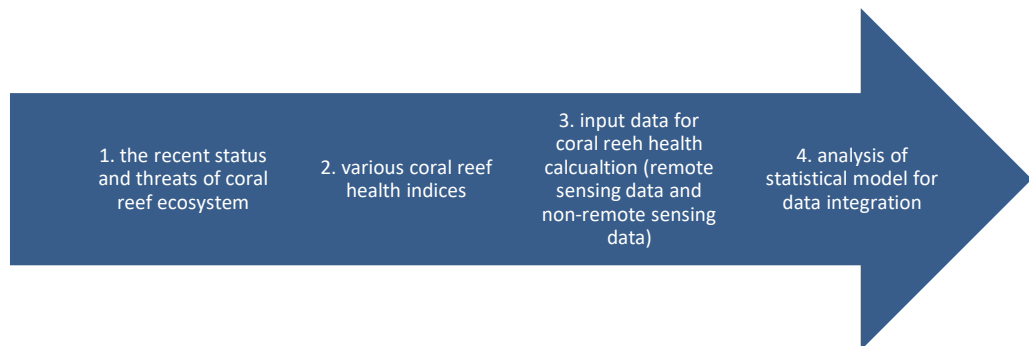 1. the recent status
and threats of coral
reef ecosystem
2. various coral reef
health indices
3. input data for
coral reeh health
calcualtion (remote
sensing data and
non-remote sensing
data)
4. analysis of
statistical model for
data integration